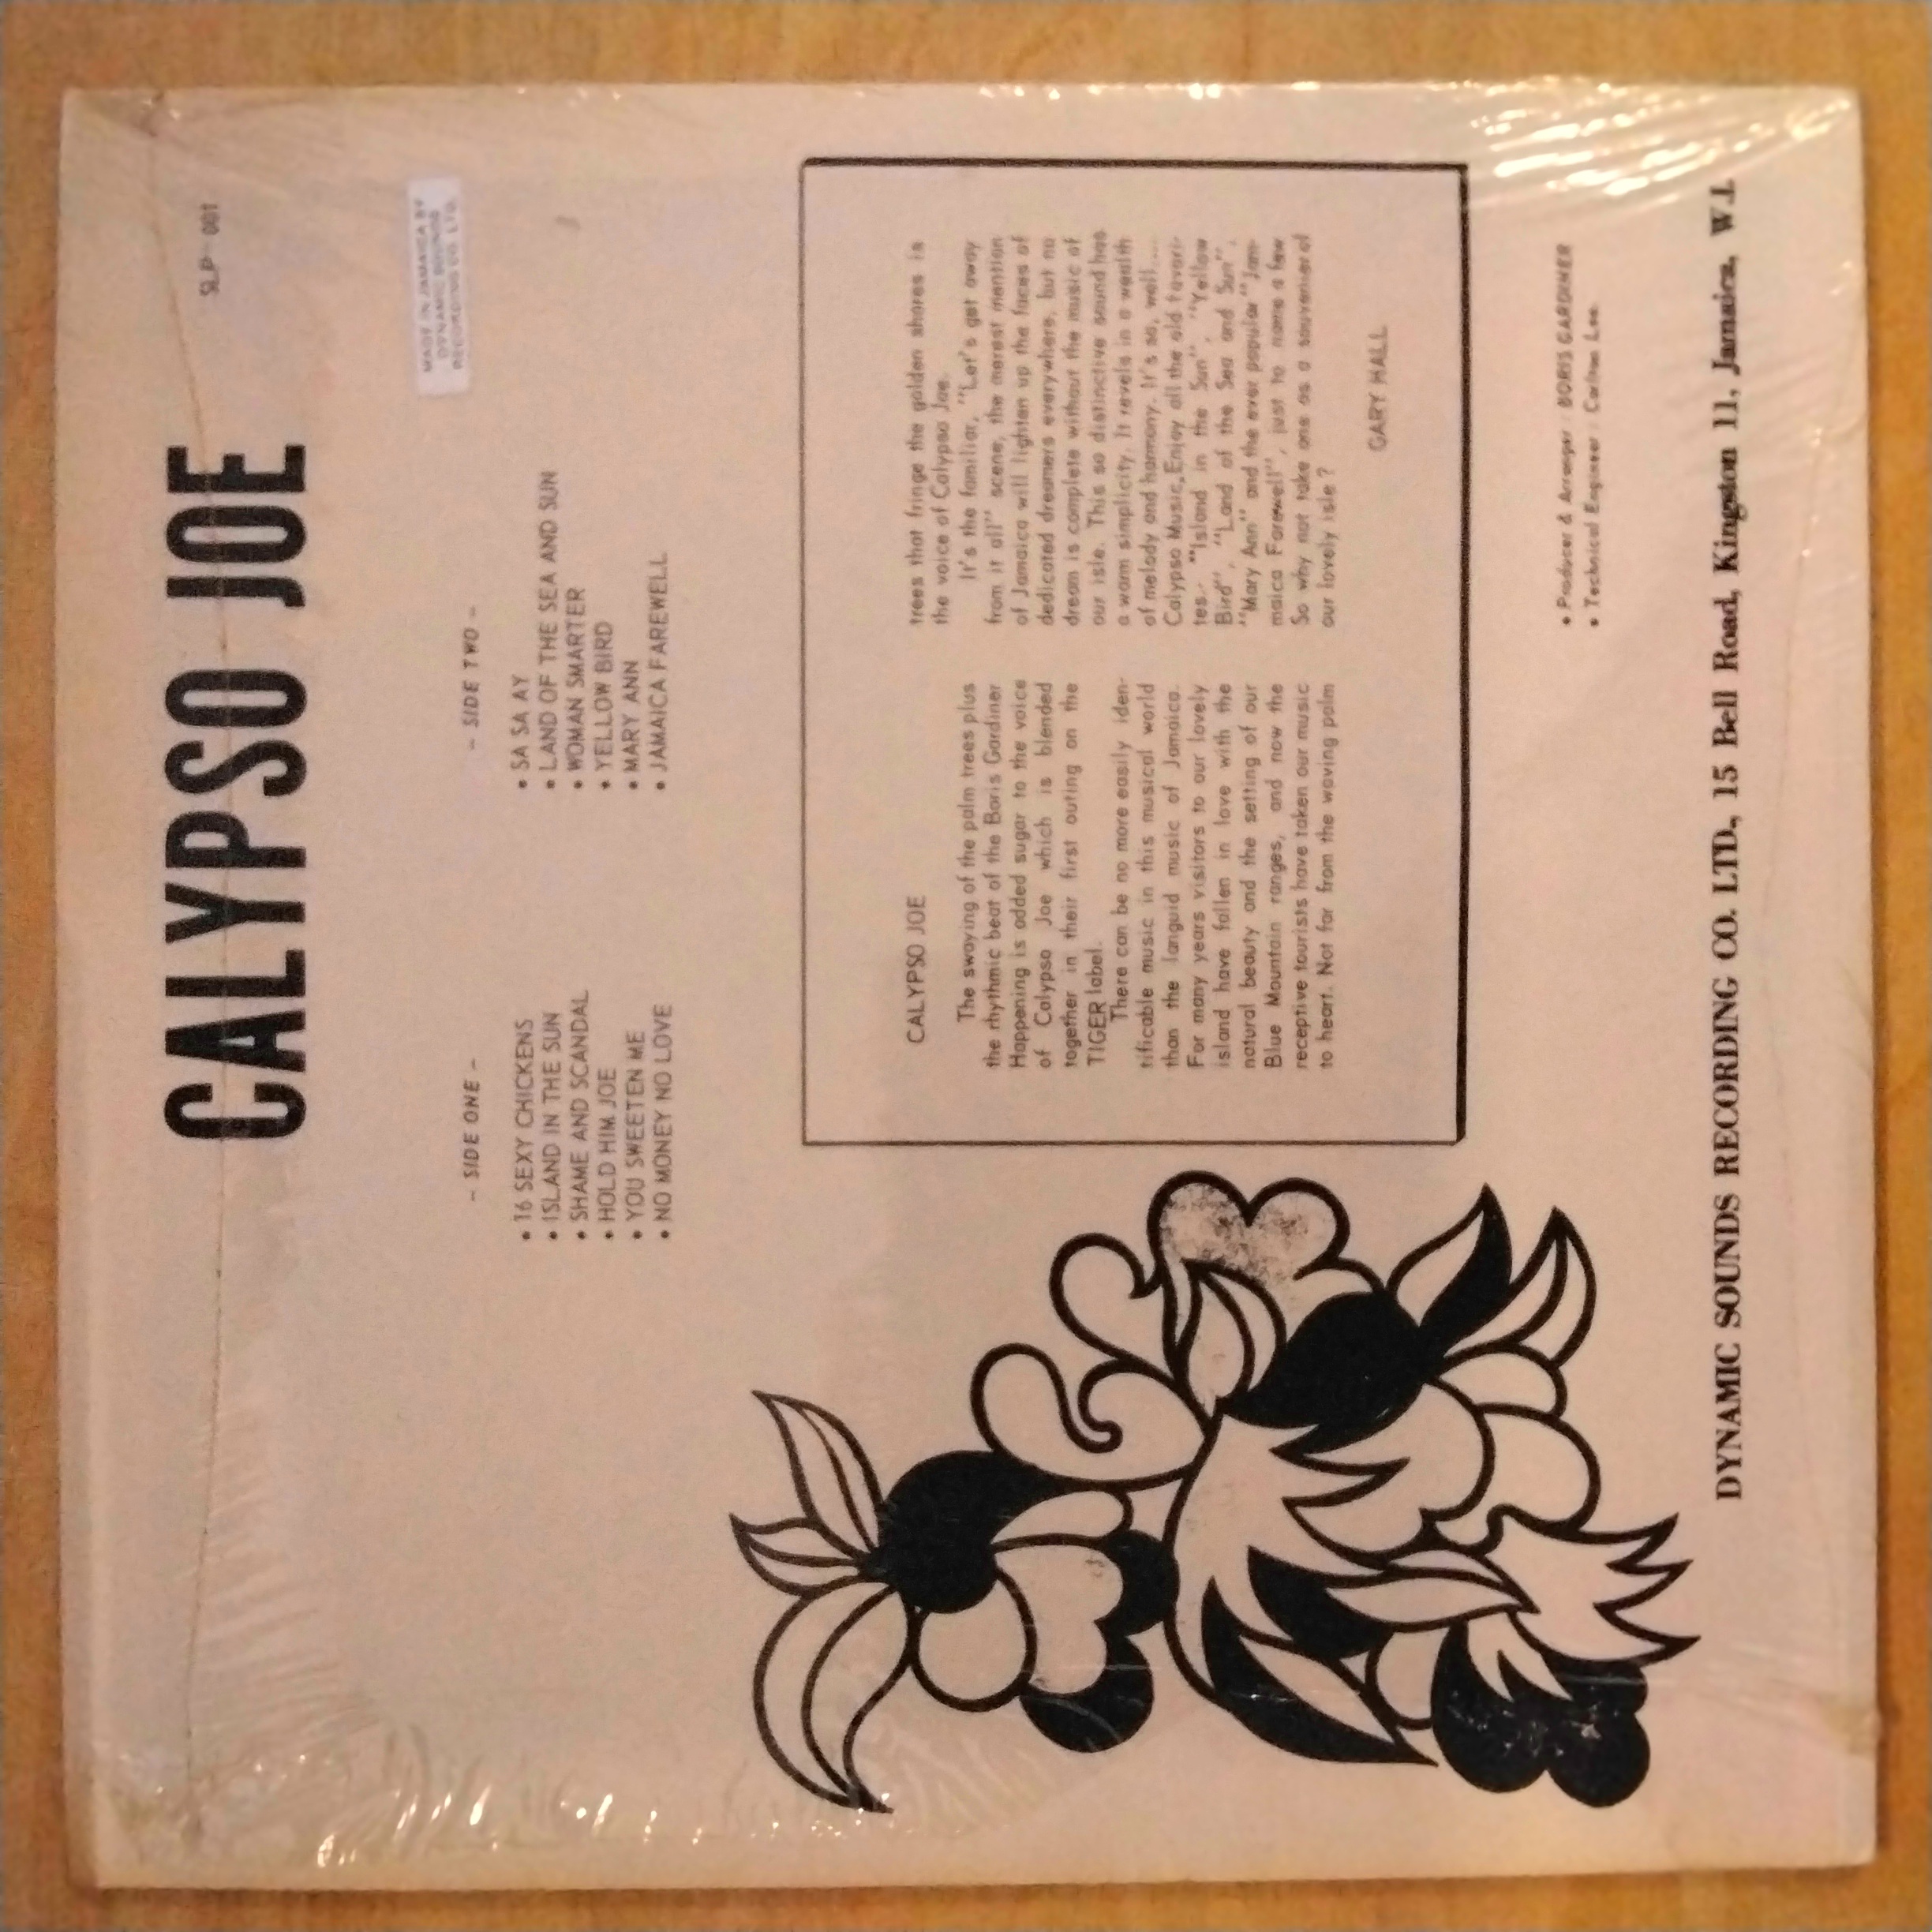 SLP 001
CALYPSO JOE
MADE IN JAMAICA BY
DYNAMIC SOUNDS
RECORDING CO. LTD.
- SIDE ONE -
• 16 SEXY CHICKENS
• ISLAND IN THE SUN
• SHAME AND SCANDAL
• HOLD HIM JOE
• YOU SWEETEN ME
• NO MONEY NO LOVE
- SIDE TWO -
• SA SA AY
• LAND OF THE SEA AND SUN
• WOMAN SMARTER
• YELLOW BIRD
• MARY ANN
• JAMAICA FAREWELL
CALYPSO JOE
The swaying of the palm trees plus
the rhythmic beat of the Boris Gardiner
Happening is added sugar to the voice
of Calypso Joe which is blended
together in their first outing on the
TIGER label.
There can be no more easily iden-
tificable music in this musical world
than the languid music of Jamaica.
For many years visitors to our lovely
island have fallen in love with the
natural beauty and the setting of our
Blue Mountain ranges, and now the
receptive tourists have taken our music
to heart. Not far from the waving palm
trees that fringe the golden shores is
the voice of Calypso Joe.
It's the familiar, "Let's get away
from it all" scene, the merest mention
of Jamaica will lighten up the faces of
dedicated dreamers everywhere, but no
dream is complete without the music of
our isle. This so distinctive sound has
a warm simplicity. It revels in a wealth
of melody and harmony. It's so, well....
Calypso Music. Enjoy all the old favori-
tes:- "Island in the Sun", "Yellow
Bird", "Land of the Sea and Sun",
"Mary Ann" and the ever popular "Jam-
maica Farewell", just to name a few
So why not take one as a souvenier of
our lovely isle?
GARY HALL
• Producer & Arranger : BORIS GARDINER
• Technical Engineer : Carlton Lee.
DYNAMIC SOUNDS RECORDING CO. LTD., 15 Bell Road, Kingston 11, Jamaica, W.I.